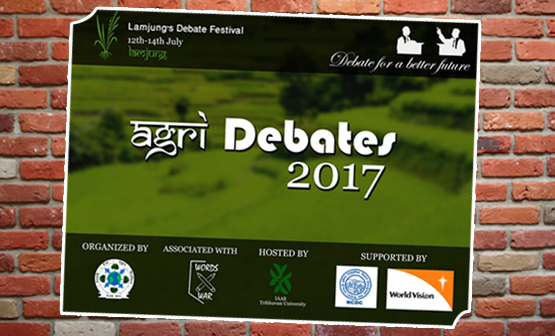 Lamjung's Debate Festival
12th-14th July
lamjung
Debate for a better future
agri Debates
2017
ORGANIZED BY
ASSOCIATED WITH
HOSTED BY
SUPPORTED BY
WORDS
WAR
IAAS
Tribhuvan University
RCDC
World Vision